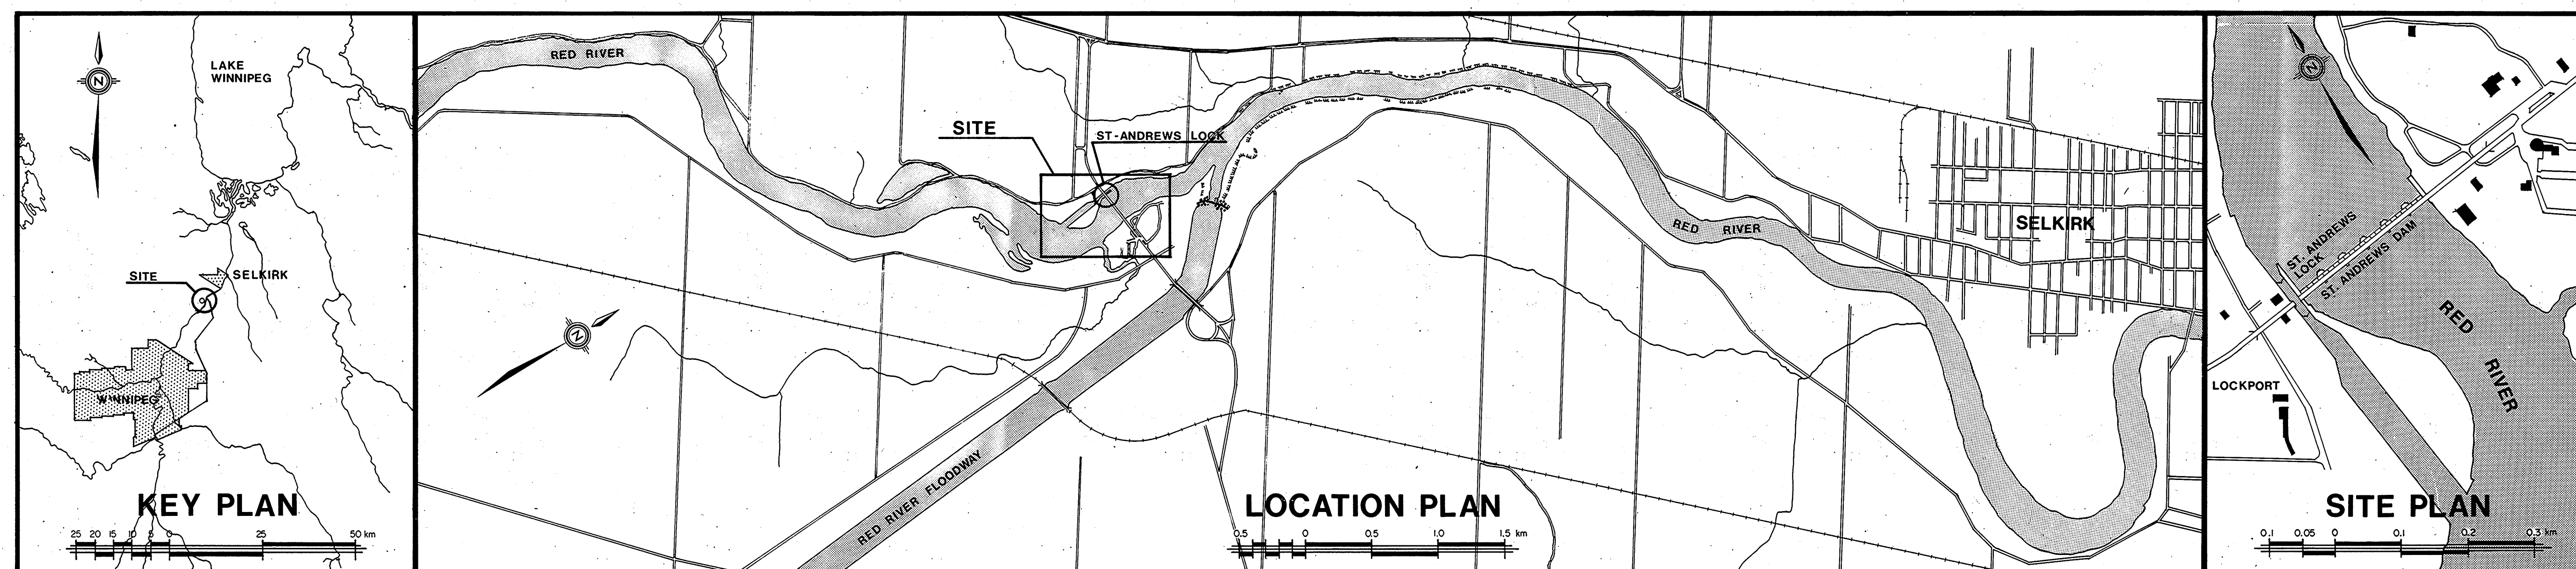 N
LAKE
WINNIPEG
SITE
SELKIRK
WINNIPEG
KEY PLAN
25 20 15 10 5 0 25 50 km
RED RIVER
SITE
ST-ANDREWS LOCK
N
RED RIVER
SELKIRK
RED RIVER FLOODWAY
LOCATION PLAN
0.5 0 0.5 1.0 1.5 km
N
ST. ANDREWS
LOCK
ST. ANDREWS DAM
RED
RIVER
LOCKPORT
SITE PLAN
0.1 0.05 0 0.1 0.2 0.3 km